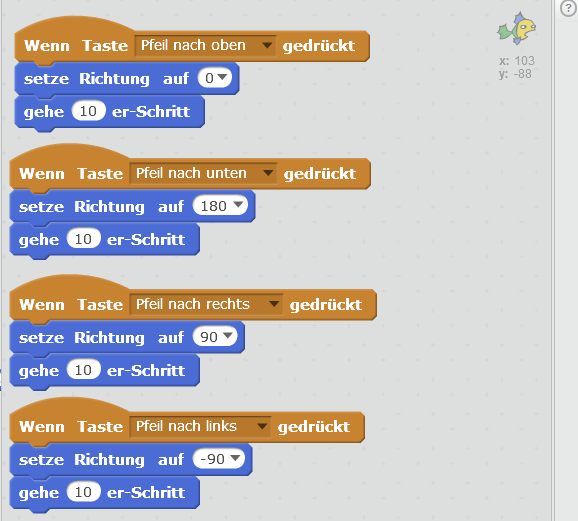 ?
Wenn Taste Pfeil nach oben gedrückt
setze Richtung auf 0
gehe 10 er-Schritt
x: 103
y: -88
Wenn Taste Pfeil nach unten gedrückt
setze Richtung auf 180
gehe 10 er-Schritt
Wenn Taste Pfeil nach rechts gedrückt
setze Richtung auf 90
gehe 10 er-Schritt
Wenn Taste Pfeil nach links gedrückt
setze Richtung auf -90
gehe 10 er-Schritt